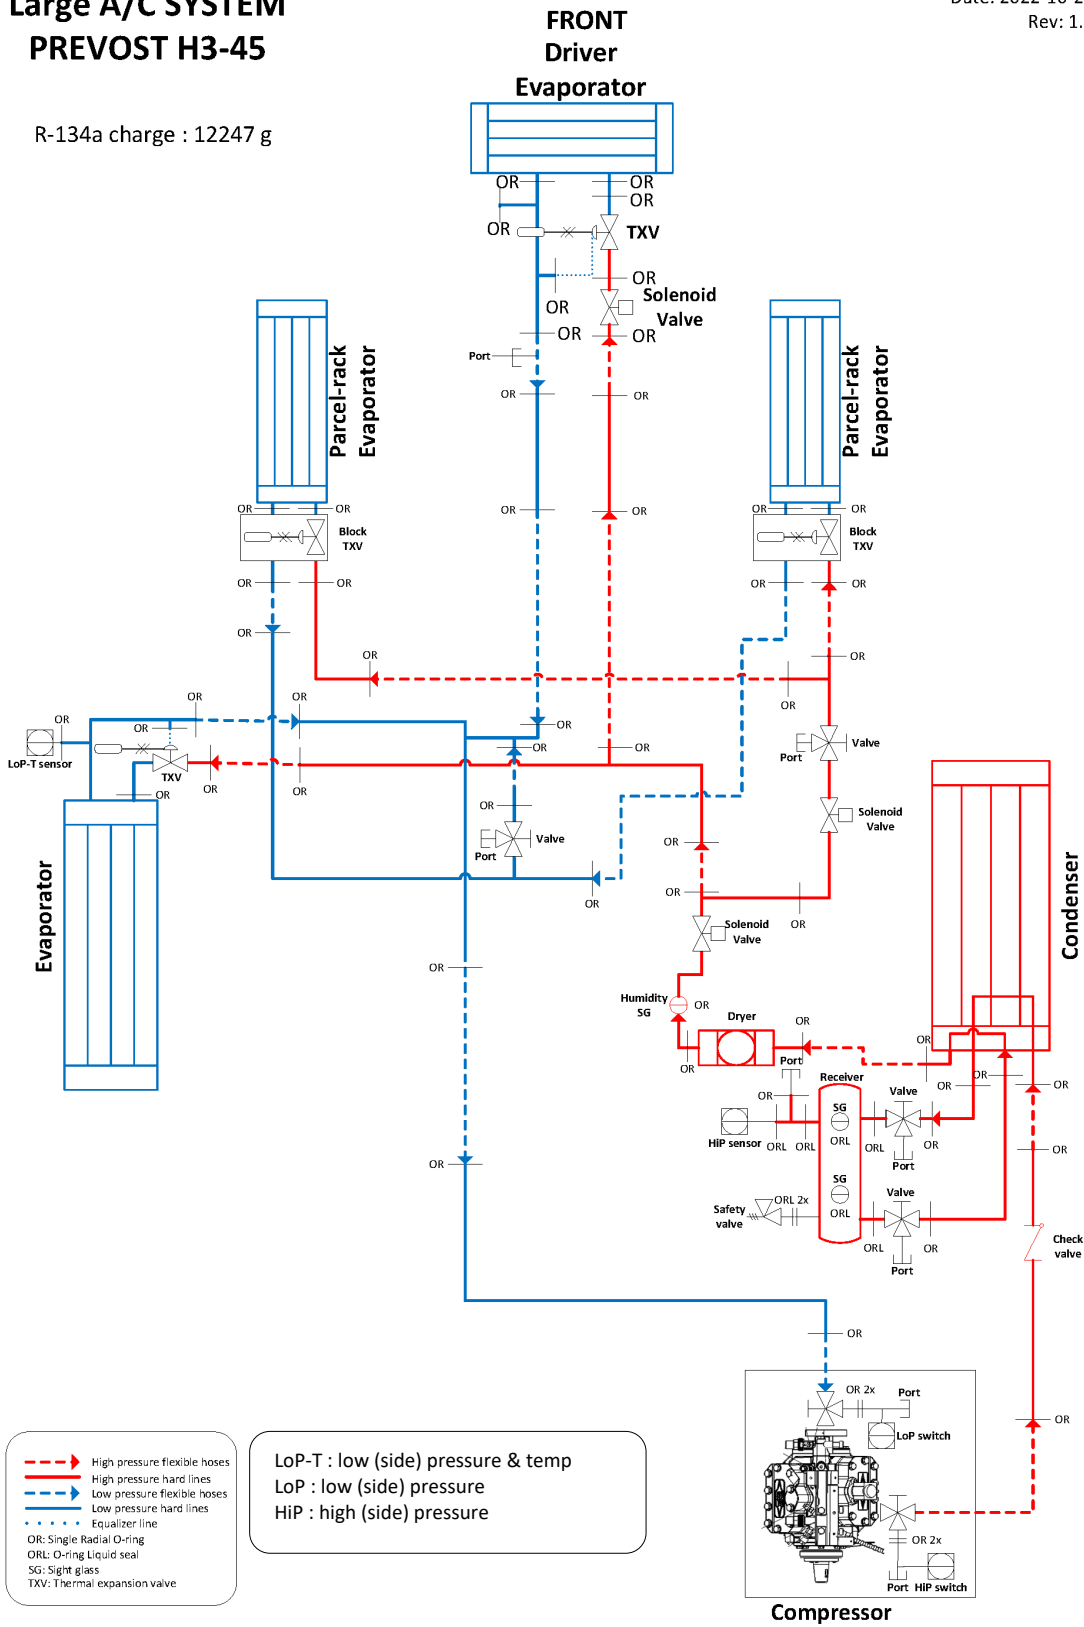 Large A/C SYSTEM
PREVOST H3-45
Rev: 1.
R-134a charge : 12247 g
FRONT
Driver
Evaporator
OR
OR
OR
OR
TXV
OR
OR
Solenoid
Valve
OR
OR
Port
OR
OR
Parcel-rack
Evaporator
Parcel-rack
Evaporator
OR
OR
OR
OR
OR
OR
Block
TXV
Block
TXV
OR
OR
OR
OR
OR
OR
OR
OR
OR
OR
OR
OR
OR
LoP-T sensor
TXV
OR
OR
OR
OR
OR
OR
Port
Valve
OR
Port
Valve
Solenoid
Valve
OR
OR
OR
OR
Solenoid
Valve
Evaporator
Condenser
OR
Humidity
SG
OR
Dryer
OR
OR
OR
Port
Receiver
OR
OR
OR
OR
SG
ORL
Valve
HiP sensor
ORL
ORL
ORL
OR
Port
OR
OR
SG
ORL
Valve
Safety
valve
ORL 2x
ORL
OR
Port
Check
valve
OR
OR 2x
Port
LoP switch
OR
OR 2x
Port
HiP switch
Compressor
High pressure flexible hoses
High pressure hard lines
Low pressure flexible hoses
Low pressure hard lines
Equalizer line
OR: Single Radial O-ring
ORL: O-ring Liquid seal
SG: Sight glass
TXV: Thermal expansion valve
LoP-T : low (side) pressure & temp
LoP : low (side) pressure
HiP : high (side) pressure